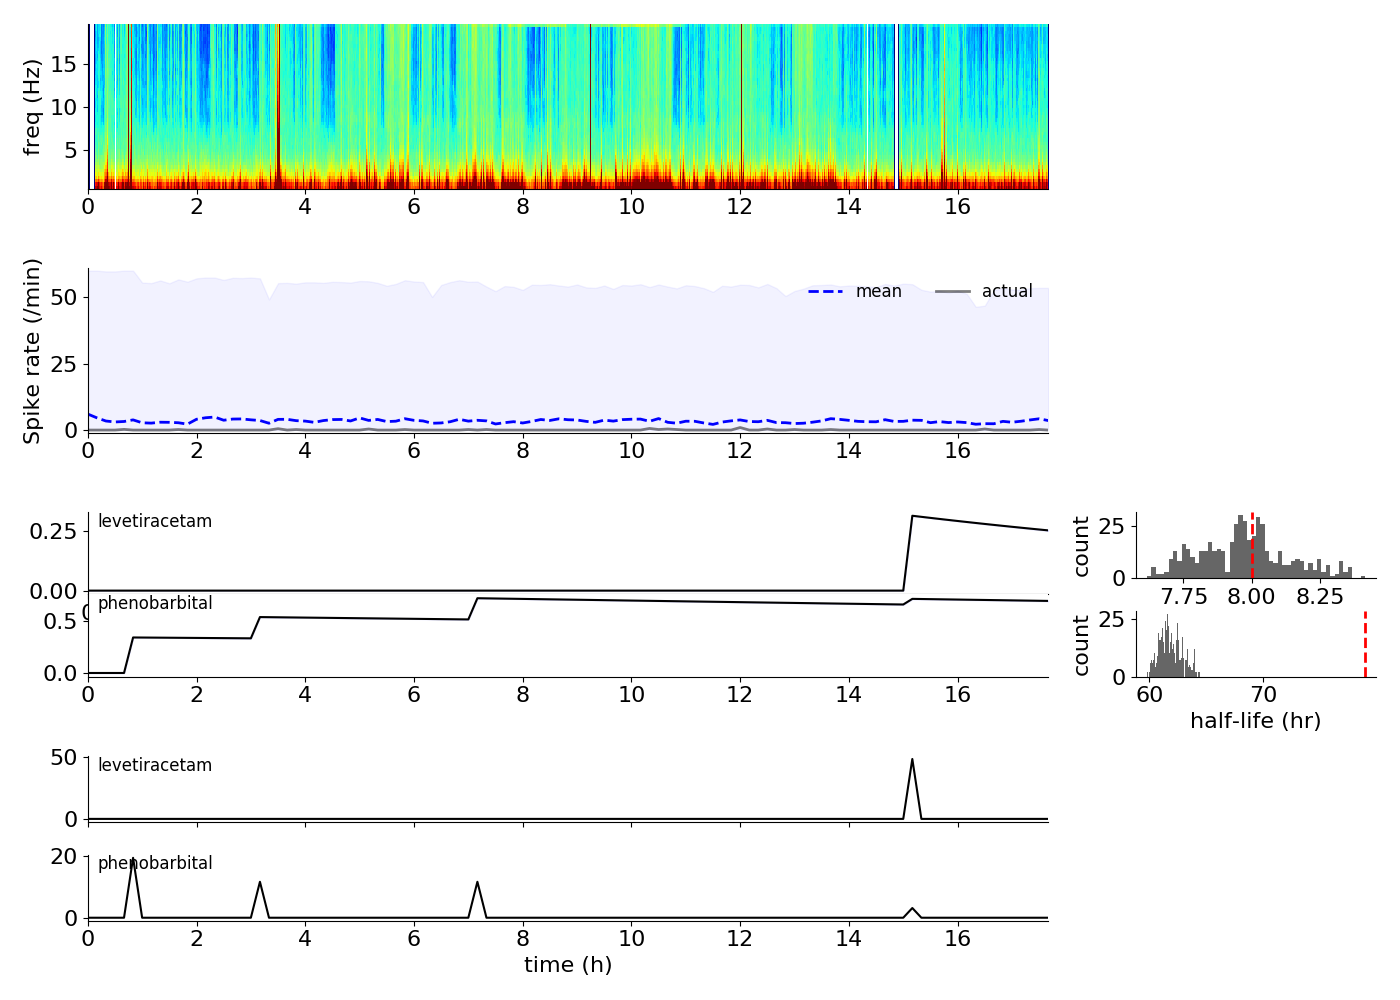 freq (Hz)
15
10
5
0 2 4 6 8 10 12 14 16
Spike rate (/min)
50
25
0
mean actual
0 2 4 6 8 10 12 14 16
levetiracetam
0.25
0.00
0
phenobarbital
0.5
0.0
0 2 4 6 8 10 12 14 16
count
25
0
7.75 8.00 8.25
count
25
0
60 70
half-life (hr)
levetiracetam
50
0
phenobarbital
20
0
0 2 4 6 8 10 12 14 16
time (h)